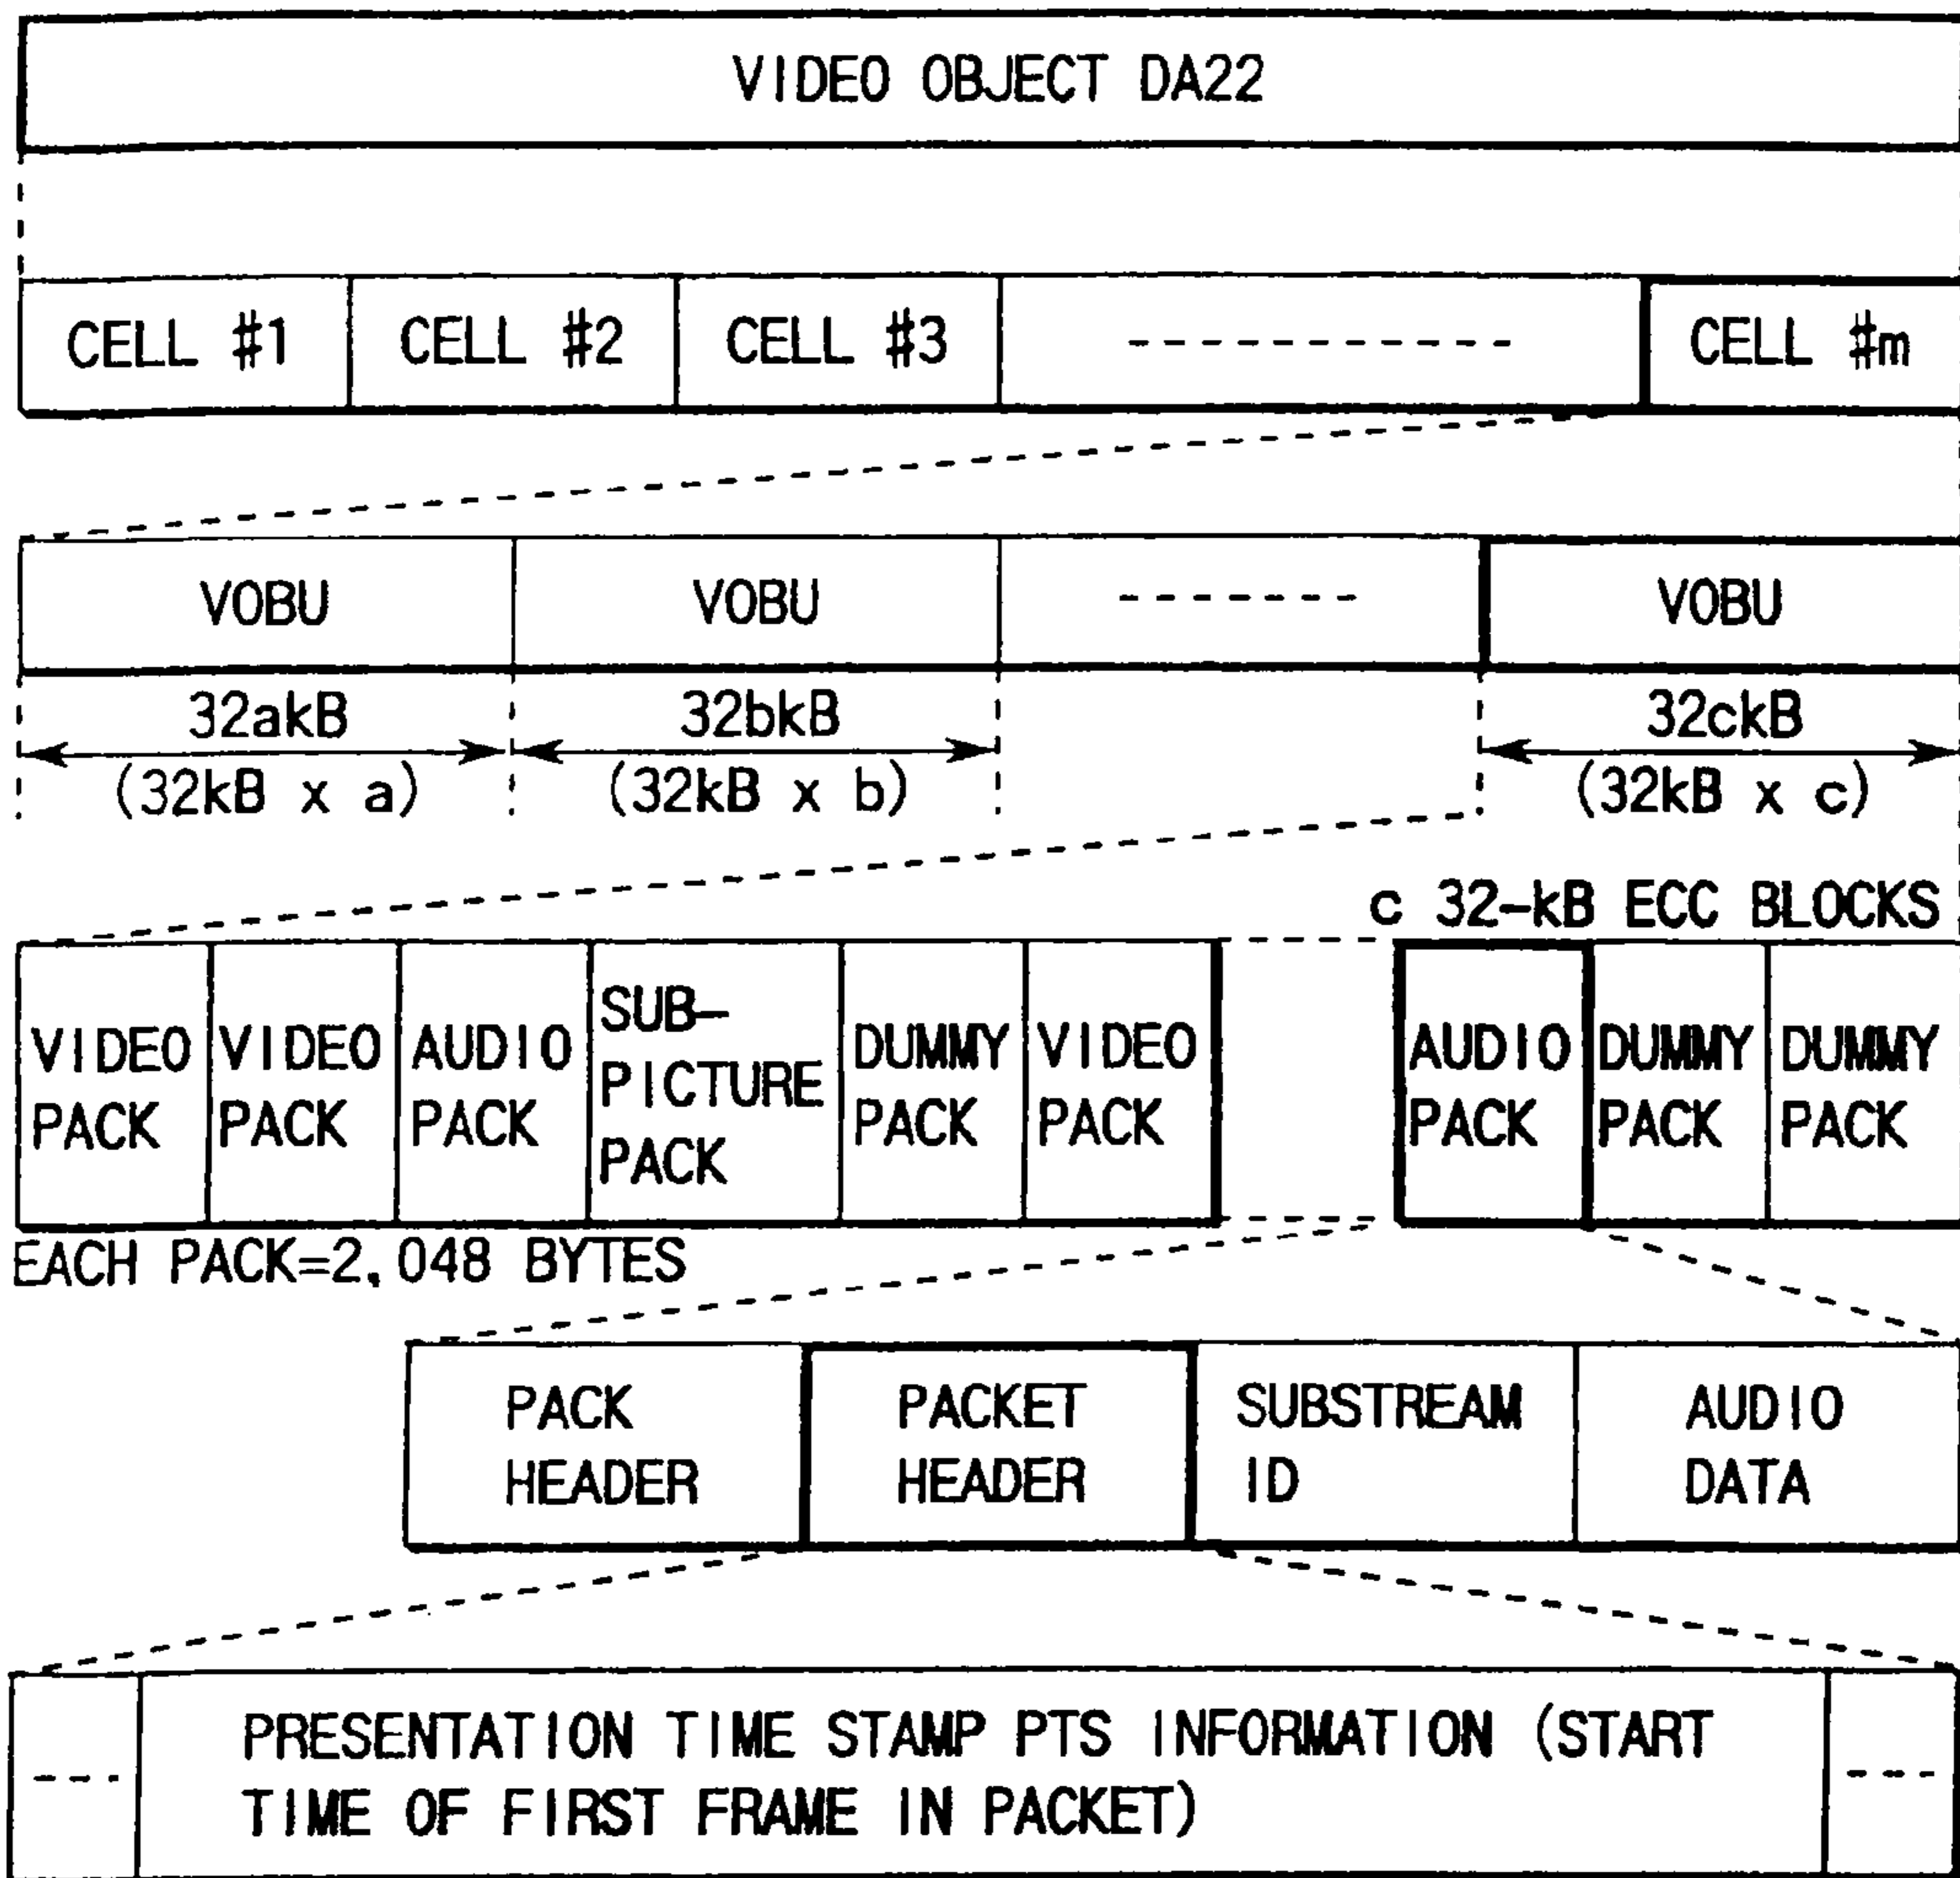 VIDEO OBJECT DA22
CELL #1 CELL #2 CELL #3 ----------- CELL #m
VOBU VOBU ------- VOBU
32akB 32bkB 32ckB
(32kB x a) (32kB x b) (32kB x c)
c 32-kB ECC BLOCKS
VIDEO PACK
VIDEO PACK
AUDIO PACK
SUB-
PICTURE
PACK
DUMMY PACK
VIDEO PACK
AUDIO PACK
DUMMY PACK
DUMMY PACK
EACH PACK=2,048 BYTES
PACK
HEADER
PACKET
HEADER
SUBSTREAM
ID
AUDIO
DATA
--- PRESENTATION TIME STAMP PTS INFORMATION (START
TIME OF FIRST FRAME IN PACKET) ---